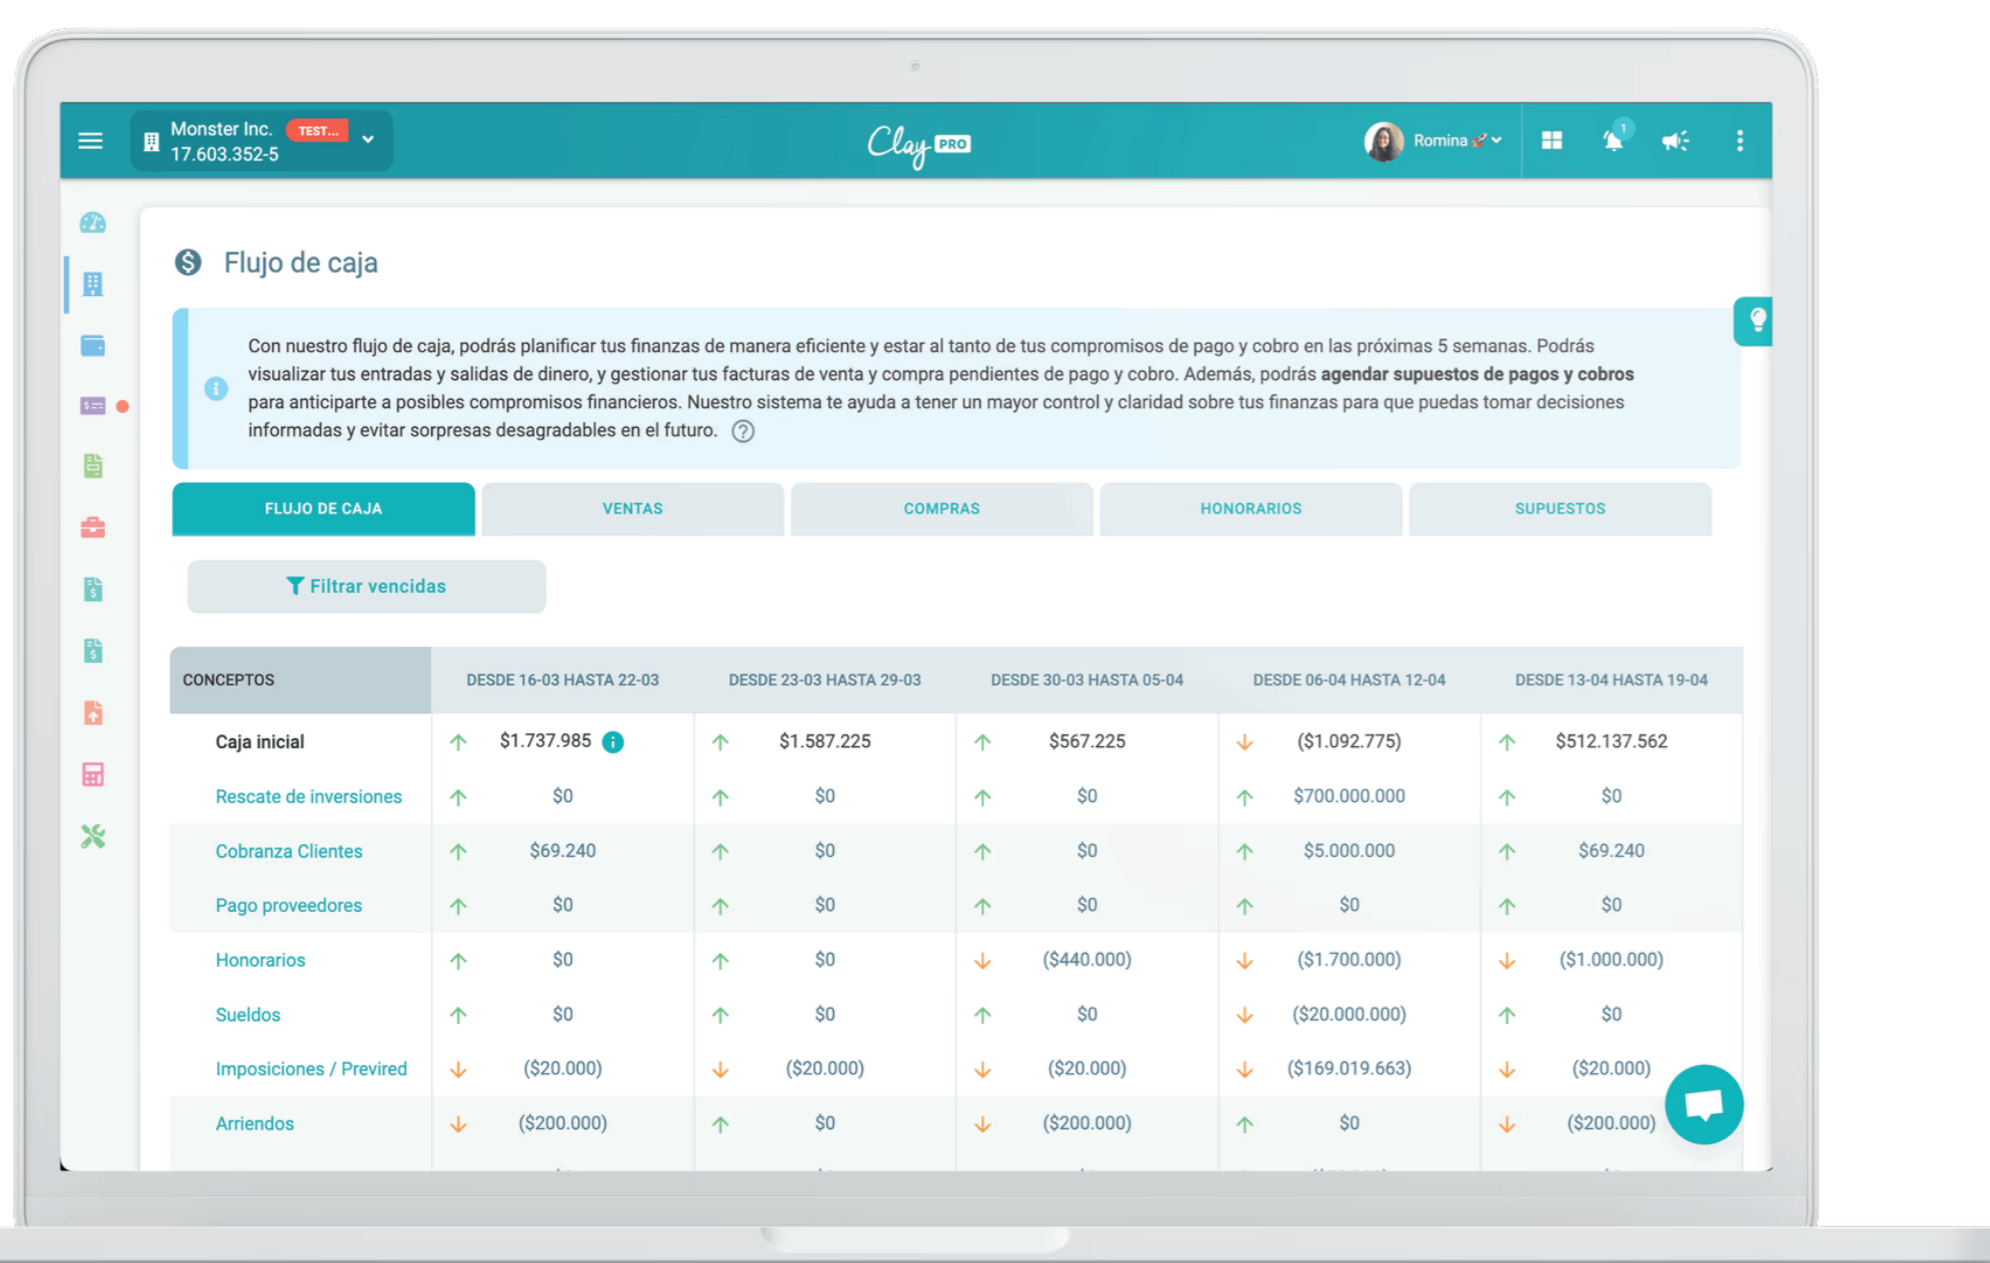 Monster Inc. TEST...
17.603.352-5
Clay PRO
Romina
1
Flujo de caja
Con nuestro flujo de caja, podrás planificar tus finanzas de manera eficiente y estar al tanto de tus compromisos de pago y cobro en las próximas 5 semanas. Podrás
visualizar tus entradas y salidas de dinero, y gestionar tus facturas de venta y compra pendientes de pago y cobro. Además, podrás agendar supuestos de pagos y cobros
para anticiparte a posibles compromisos financieros. Nuestro sistema te ayuda a tener un mayor control y claridad sobre tus finanzas para que puedas tomar decisiones
informadas y evitar sorpresas desagradables en el futuro.
FLUJO DE CAJA VENTAS COMPRAS HONORARIOS SUPUESTOS
Filtrar vencidas
CONCEPTOS DESDE 16-03 HASTA 22-03 DESDE 23-03 HASTA 29-03 DESDE 30-03 HASTA 05-04 DESDE 06-04 HASTA 12-04 DESDE 13-04 HASTA 19-04
Caja inicial $1.737.985 $1.587.225 $567.225 ($1.092.775) $512.137.562
Rescate de inversiones $0 $0 $0 $700.000.000 $0
Cobranza Clientes $69.240 $0 $0 $5.000.000 $69.240
Pago proveedores $0 $0 $0 $0 $0
Honorarios $0 $0 ($440.000) ($1.700.000) ($1.000.000)
Sueldos $0 $0 $0 ($20.000.000) $0
Imposiciones / Previred ($20.000) ($20.000) ($20.000) ($169.019.663) ($20.000)
Arriendos ($200.000) $0 ($200.000) $0 ($200.000)